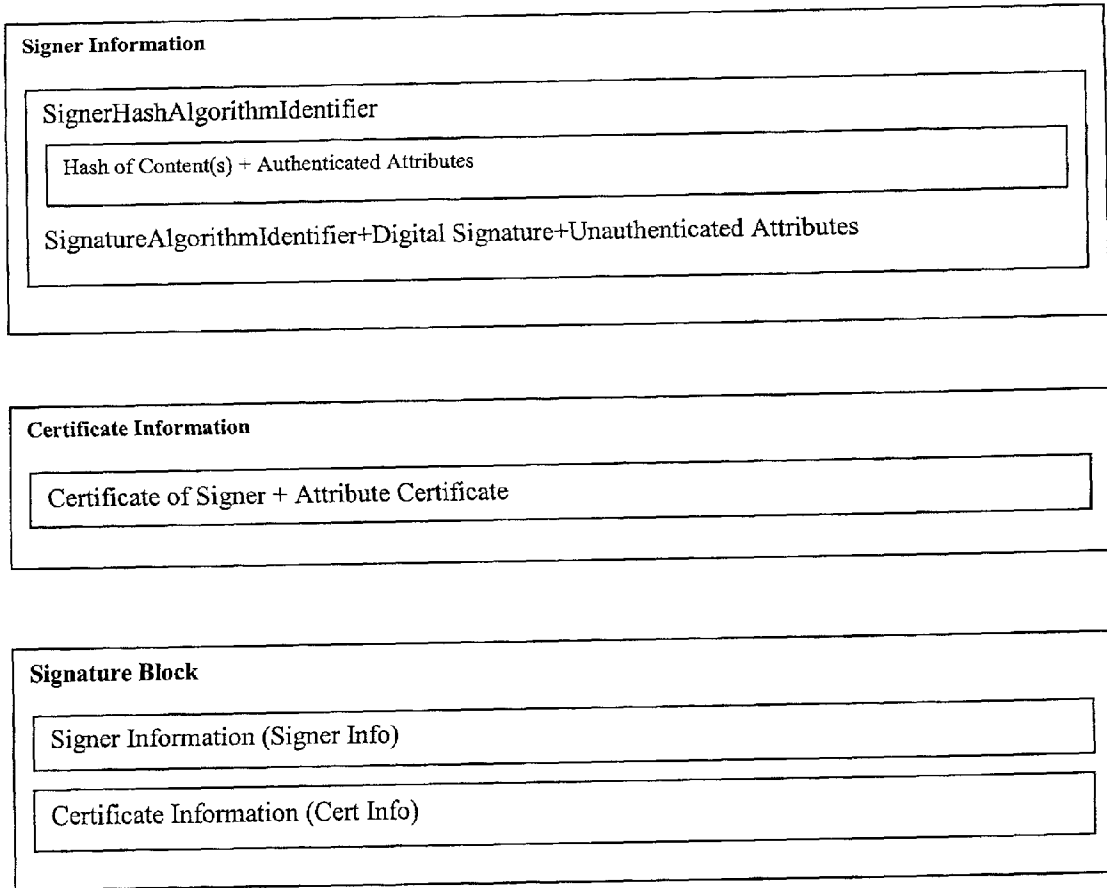 Signer Information
SignerHashAlgorithmIdentifier
Hash of Content(s) + Authenticated Attributes
SignatureAlgorithmIdentifier+Digital Signature+Unauthenticated Attributes
Certificate Information
Certificate of Signer + Attribute Certificate
Signature Block
Signer Information (Signer Info)
Certificate Information (Cert Info)